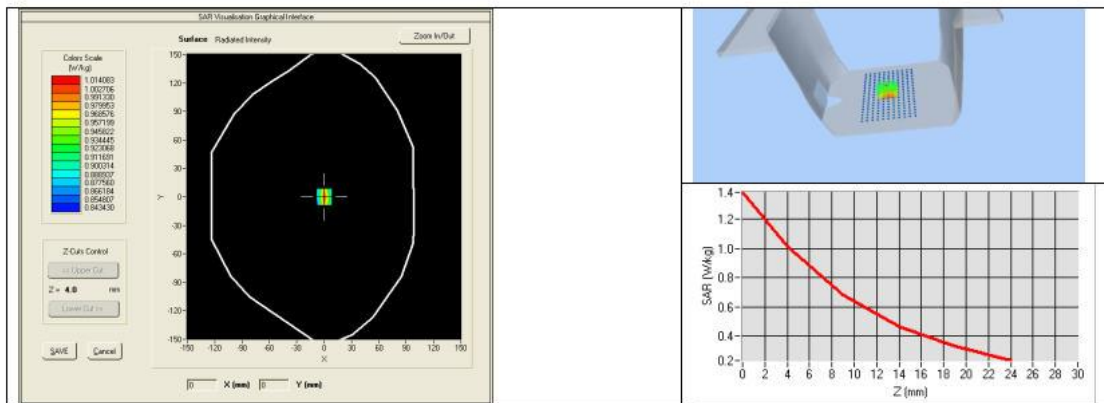 SAR Visualisation Graphical Interface
Surface Radiated Intensity
Zoom In/Out
Colors Scale
(W/kg)
1.014083
1.002706
0.991330
0.979953
0.968576
0.957199
0.945822
0.934445
0.923068
0.911691
0.900314
0.888937
0.877560
0.866184
0.854807
0.843430
Z-Cuts Control
<< Upper Cut
Z = 4.0 mm
Lower Cut >>
SAVE Cancel
150
120
90
60
30
0
-30
-60
-90
-120
-150
Y
-150 -120 -90 -60 -30 0 30 60 90 120 150
X
0 X (mm) 0 Y (mm)
1.4
1.2
1.0
0.8
0.6
0.4
0.2
SAR (W/kg)
0 2 4 6 8 10 12 14 16 18 20 22 24 26 28 30
Z (mm)